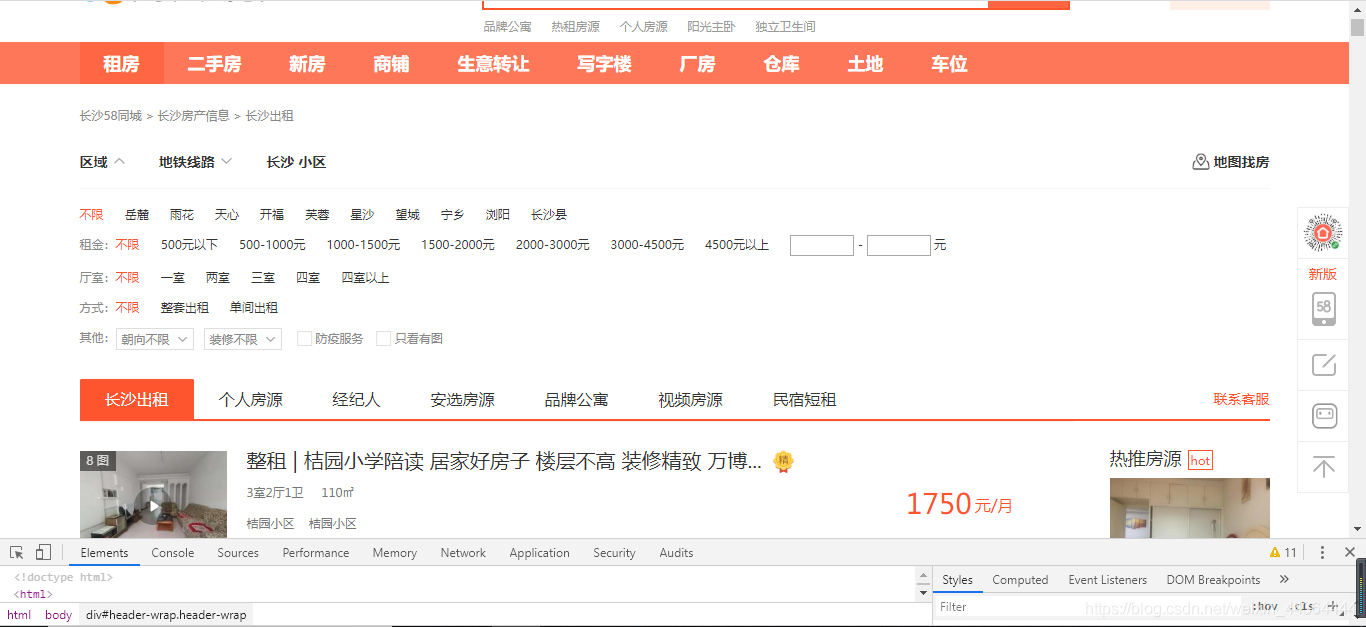 品牌公寓 热租房源 个人房源 阳光主卧 独立卫生间
租房 二手房 新房 商铺 生意转让 写字楼 厂房 仓库 土地 车位
长沙58同城 > 长沙房产信息 > 长沙出租
区域 地铁线路 长沙 小区 地图找房
不限 岳麓 雨花 天心 开福 芙蓉 星沙 望城 宁乡 浏阳 长沙县
租金: 不限 500元以下 500-1000元 1000-1500元 1500-2000元 2000-3000元 3000-4500元 4500元以上 - 元
厅室: 不限 一室 两室 三室 四室 四室以上
新版
58
方式: 不限 整套出租 单间出租
其他: 朝向不限 装修不限 防疫服务 只看有图
长沙出租 个人房源 经纪人 安选房源 品牌公寓 视频房源 民宿短租 联系客服
8 图
整租 | 桔园小学陪读 居家好房子 楼层不高 装修精致 万博... 精
3室2厅1卫 110㎡
桔园小区 桔园小区
1750元/月
热推房源 hot
Elements Console Sources Performance Memory Network Application Security Audits 11
<!doctype html>
<html>
html body div#header-wrap.header-wrap
Styles Computed Event Listeners DOM Breakpoints »
Filter :hov .cls +